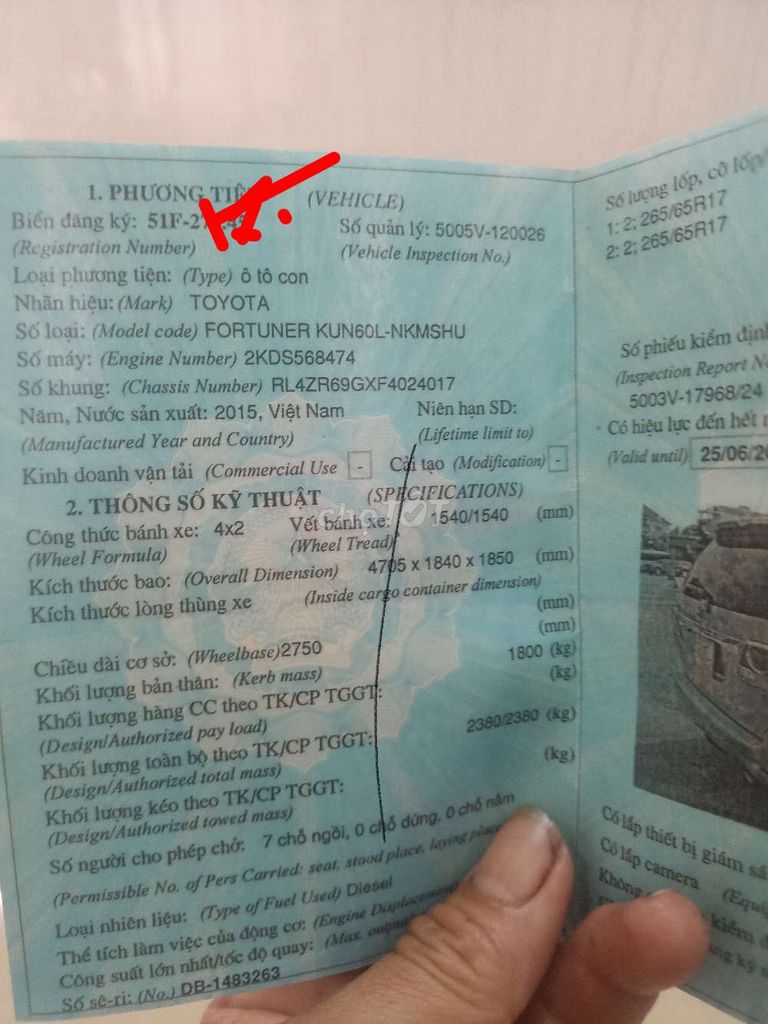 1. PHƯƠNG (VEHICLE)
Biển đăng ký: 51F-
(Registration Number)
Số quản lý: 5005V-120026
(Vehicle Inspection No.)
Loại phương tiện: (Type) ô tô con
Nhãn hiệu: (Mark) TOYOTA
Số loại: (Model code) FORTUNER KUN60L-NKMSHU
Số máy: (Engine Number) 2KDS568474
Số khung: (Chassis Number) RL4ZR69GXF4024017
Năm, Nước sản xuất: 2015, Việt Nam
(Manufactured Year and Country)
Niên hạn SD:
(Lifetime limit to)
Kinh doanh vận tải (Commercial Use - Cải tạo (Modification) -
2. THÔNG SỐ KỸ THUẬT (SPECIFICATIONS)
Công thức bánh xe: 4x2
(Wheel Formula)
Vết bánh xe: 1540/1540 (mm)
(Wheel Tread)
Kích thước bao: (Overall Dimension) 4705 x 1840 x 1850 (mm)
Kích thước lòng thùng xe (Inside cargo container dimension)
(mm)
Chiều dài cơ sở: (Wheelbase) 2750 (mm)
Khối lượng bản thân: (Kerb mass) 1800 (kg)
Khối lượng hàng CC theo TK/CP TGGT: (kg)
(Design/Authorized pay load)
Khối lượng toàn bộ theo TK/CP TGGT: 2380/2380 (kg)
(Design/Authorized total mass)
Khối lượng kéo theo TK/CP TGGT: (kg)
(Design/Authorized towed mass)
Số người cho phép chở: 7 chỗ ngồi, 0 chỗ đứng, 0 chỗ nằm
(Permissible No. of Pers Carried: seat, stood place, laying place
Loại nhiên liệu: (Type of Fuel Used) Diesel
Thể tích làm việc của động cơ: (Engine Displacement)
Công suất lớn nhất/tốc độ quay: (Max. output
Số sê-ri: (No.) DB-1483263
Số lượng lốp, cỡ lốp/
1: 2; 265/65R17
2: 2; 265/65R17
Số phiếu kiểm định
(Inspection Report No
5003V-17968/24
Có hiệu lực đến hết
(Valid until) 25/06/20
Có lắp thiết bị giám sá
Có lắp camera (Equi
Không kiểm đ
chợTỐT